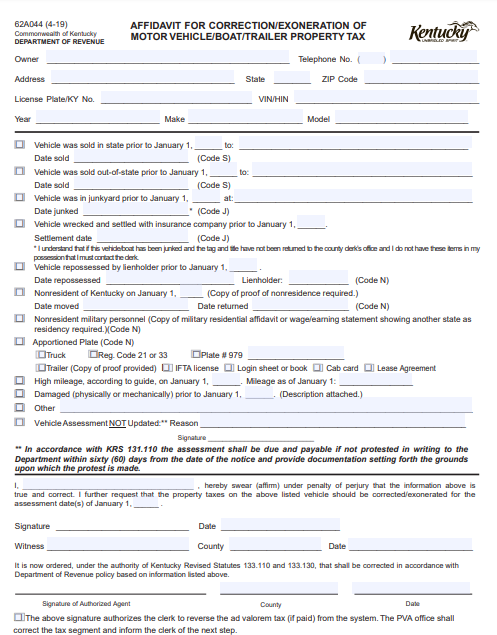 62A044 (4-19)
Commonwealth of Kentucky
DEPARTMENT OF REVENUE
AFFIDAVIT FOR CORRECTION/EXONERATION OF
MOTOR VEHICLE/BOAT/TRAILER PROPERTY TAX
Kentucky
UNBRIDLED SPIRIT
Owner Telephone No. ( )
Address State ZIP Code
License Plate/KY No. VIN/HIN
Year Make Model
Vehicle was sold in state prior to January 1, to:
Date sold (Code S)
Vehicle was sold out-of-state prior to January 1, to:
Date sold (Code S)
Vehicle was in junkyard prior to January 1, at:
Date junked * (Code J)
Vehicle wrecked and settled with insurance company prior to January 1, .
Settlement date (Code J)
* I understand that if this vehicle/boat has been junked and the tag and title have not been returned to the county clerk's office and I do not have these items in my
possession that I must contact the clerk.
Vehicle repossessed by lienholder prior to January 1, .
Date repossessed Lienholder: (Code N)
Nonresident of Kentucky on January 1, (Copy of proof of nonresidence required.)
Date moved Date returned (Code N)
Nonresident military personnel (Copy of military residential affidavit or wage/earning statement showing another state as
residency required.)(Code N)
Apportioned Plate (Code N)
Truck Reg. Code 21 or 33 Plate # 979
Trailer (Copy of proof provided) IFTA license Login sheet or book Cab card Lease Agreement
High mileage, according to guide, on January 1, . Mileage as of January 1:
Damaged (physically or mechanically) prior to January 1, . (Description attached.)
Other
Vehicle Assessment NOT Updated:** Reason
Signature
** In accordance with KRS 131.110 the assessment shall be due and payable if not protested in writing to the
Department within sixty (60) days from the date of the notice and provide documentation setting forth the grounds
upon which the protest is made.
I, , hereby swear (affirm) under penalty of perjury that the information above is
true and correct. I further request that the property taxes on the above listed vehicle should be corrected/exonerated for the
assessment date(s) of January 1, .
Signature Date
Witness County Date
It is now ordered, under the authority of Kentucky Revised Statutes 133.110 and 133.130, that shall be corrected in accordance with
Department of Revenue policy based on information listed above.
Signature of Authorized Agent County Date
The above signature authorizes the clerk to reverse the ad valorem tax (if paid) from the system. The PVA office shall
correct the tax segment and inform the clerk of the next step.